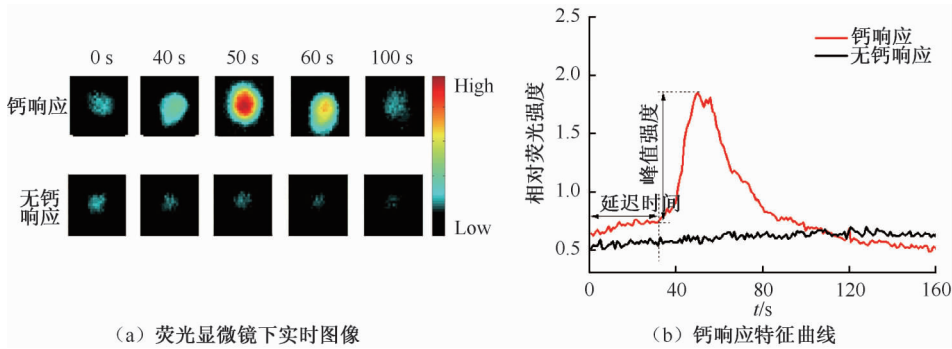 0 s 40 s 50 s 60 s 100 s
钙响应
无钙
响应
High
Low
(a) 荧光显微镜下实时图像
2.5
2.0
1.5
1.0
0.5
相对荧光强度
钙响应
无钙响应
峰值强度
延迟时间
0 40 80 120 160
t/s
(b) 钙响应特征曲线